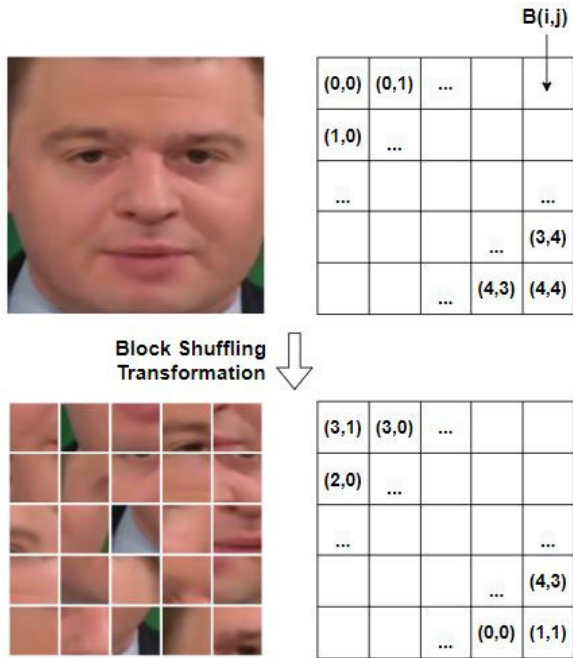 B(i,j)
(0,0) (0,1) ...
(1,0) ...
... ...
... (3,4)
... (4,3) (4,4)
Block Shuffling
Transformation
(3,1) (3,0) ...
(2,0) ...
... ...
... (4,3)
... (0,0) (1,1)